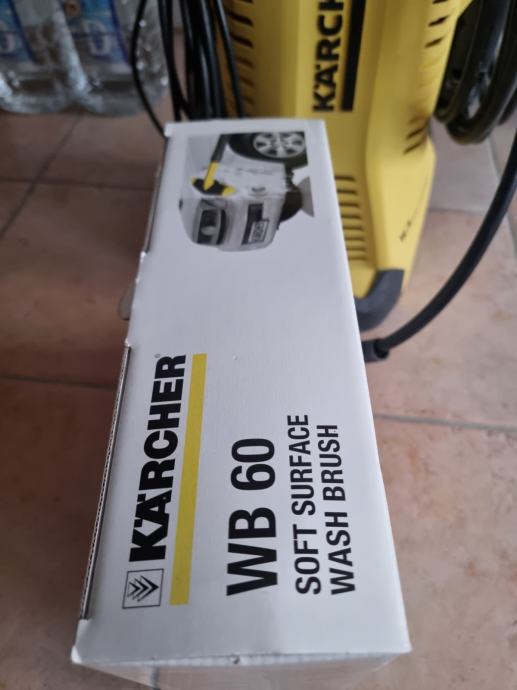 KÄRCHER
KÄRCHER
WB 60
SOFT SURFACE
WASH BRUSH